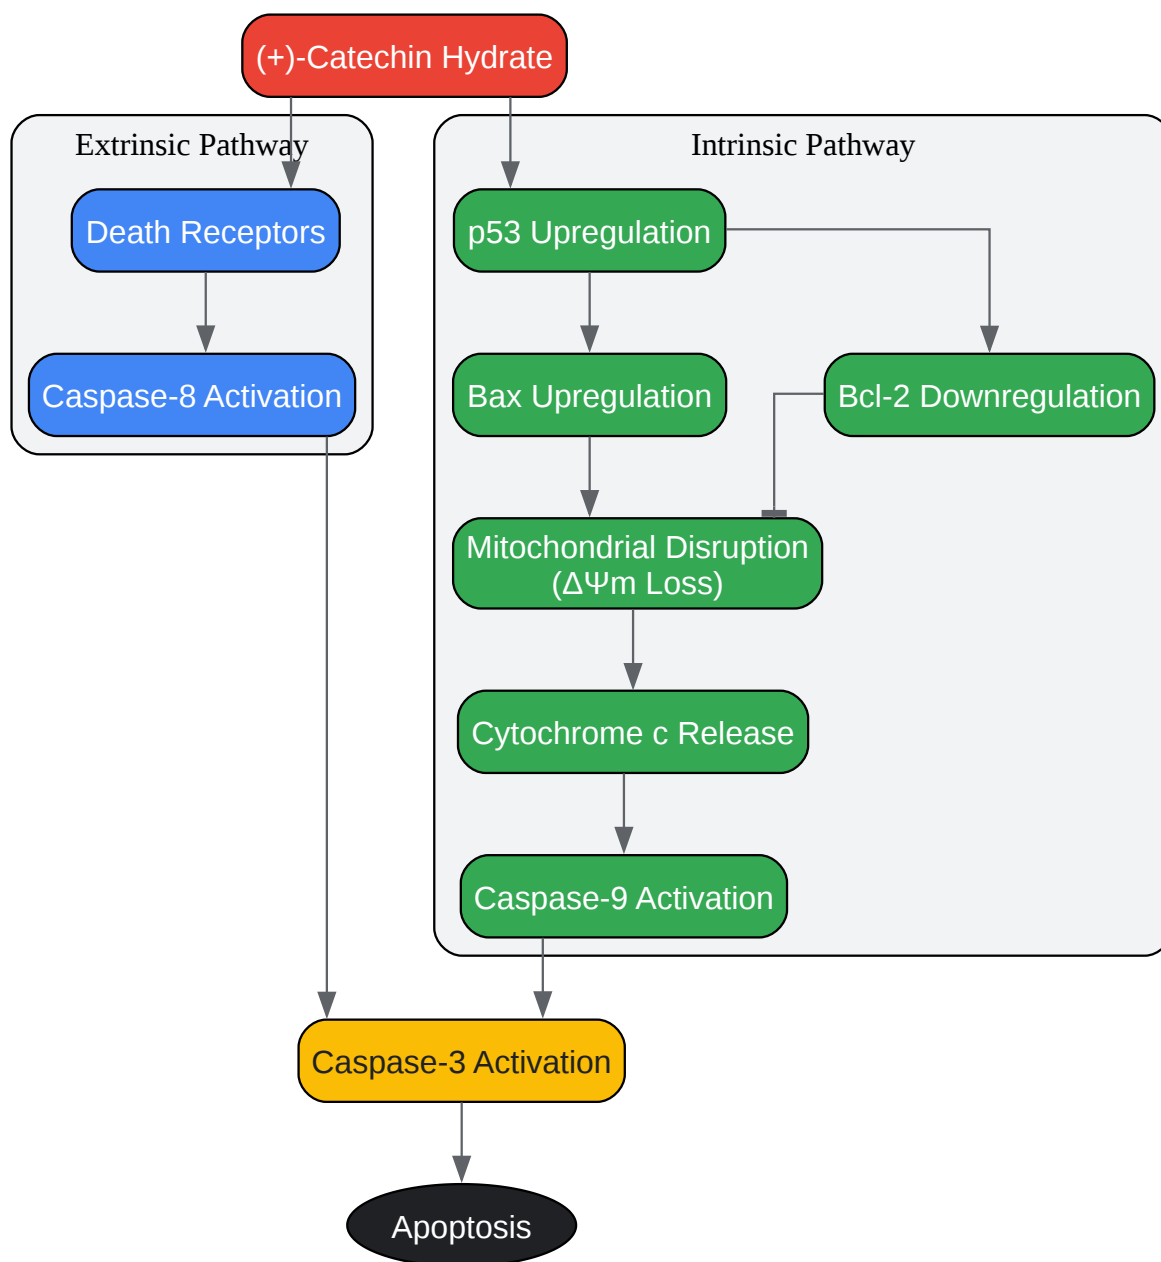 (+)-Catechin Hydrate
Extrinsic Pathway
Intrinsic Pathway
Death Receptors
p53 Upregulation
Caspase-8 Activation
Bax Upregulation
Bcl-2 Downregulation
Mitochondrial Disruption
(ΔΨm Loss)
Cytochrome c Release
Caspase-9 Activation
Caspase-3 Activation
Apoptosis